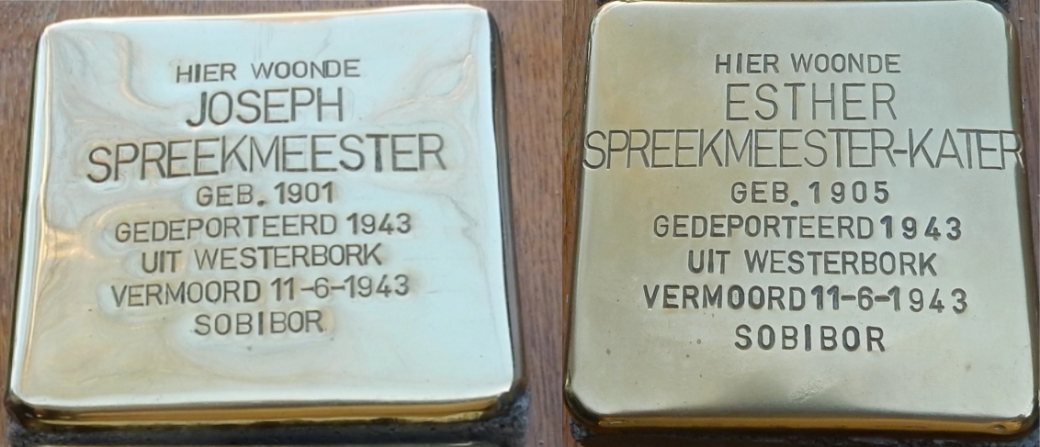 HIER WOONDE
JOSEPH
SPREEKMEESTER
GEB. 1901
GEDEPORTEERD 1943
UIT WESTERBORK
VERMOORD 11-6-1943
SOBIBOR
HIER WOONDE
ESTHER
SPREEKMEESTER-KATER
GEB. 1905
GEDEPORTEERD 1943
UIT WESTERBORK
VERMOORD 11-6-1943
SOBIBOR